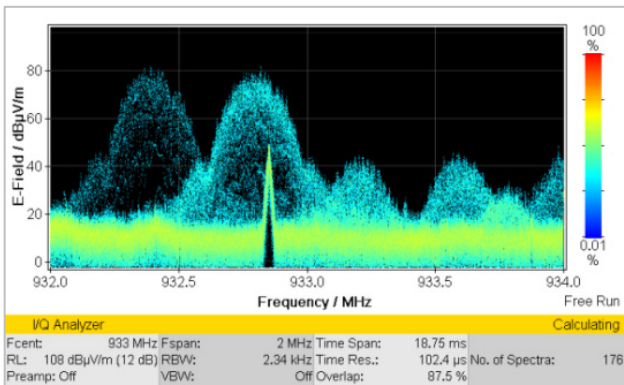 100
%
80
60
40
20
0
E-Field / dBµV/m
0.01
%
932.0 932.5 933.0 933.5 934.0
Frequency / MHz
Free Run
I/Q Analyzer Calculating
Fcent: 933 MHz Fspan: 2 MHz Time Span: 18.75 ms
RL: 108 dBµV/m (12 dB) RBW: 2.34 kHz Time Res.: 102.4 µs No. of Spectra: 176
Preamp: Off VBW: Off Overlap: 87.5 %